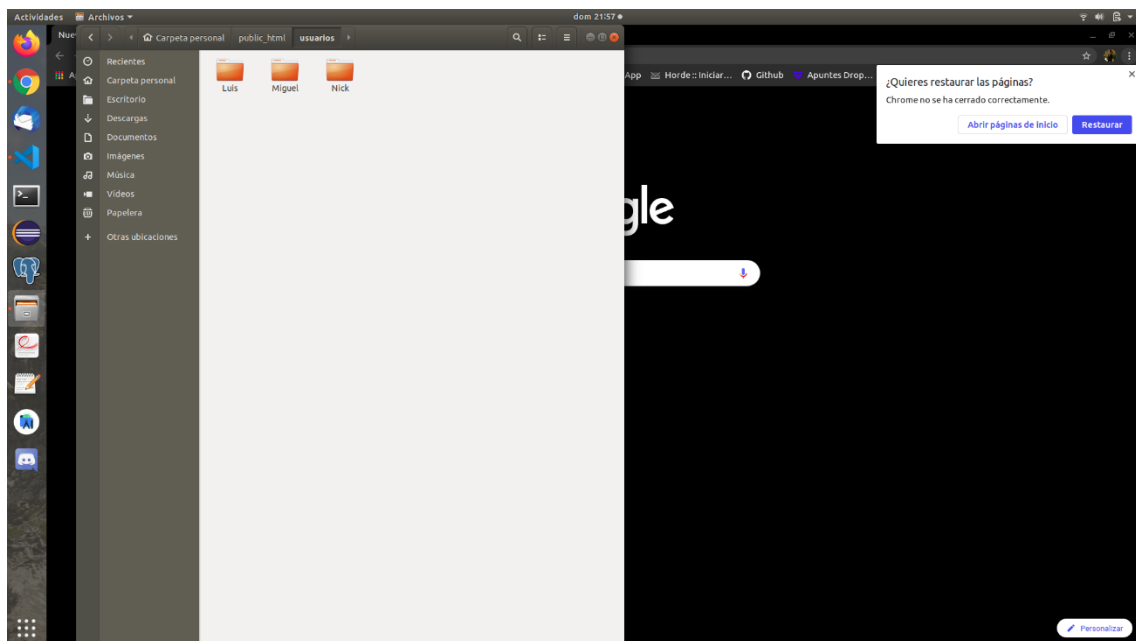 Actividades Archivos dom 21:57
Nue
Carpeta personal public_html usuarios
Recientes
Carpeta personal
Escritorio
Descargas
Documentos
Imágenes
Música
Vídeos
Papelera
Otras ubicaciones
Luis Miguel Nick
App Horde :: Iniciar... Github Apuntes Drop...
¿Quieres restaurar las páginas?
Chrome no se ha cerrado correctamente.
Abrir páginas de inicio Restaurar
gle
Personalizar